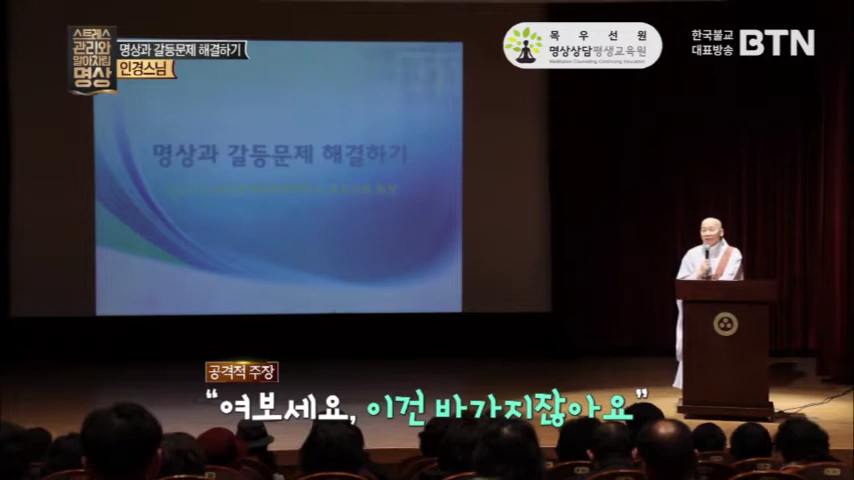 스트레스
관리와
알아차림
명상
명상과 갈등문제 해결하기
인경스님
목우선원
명상상담평생교육원
Meditation Counseling Continuing Education
한국불교
대표방송 BTN
명상과 갈등문제 해결하기
공격적 주장
“여보세요, 이건 바가지잖아요”